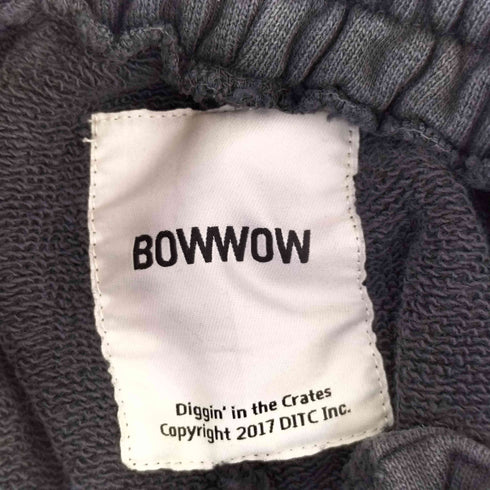 BOWWOW
Diggin' in the Crates
Copyright 2017 DITC Inc.